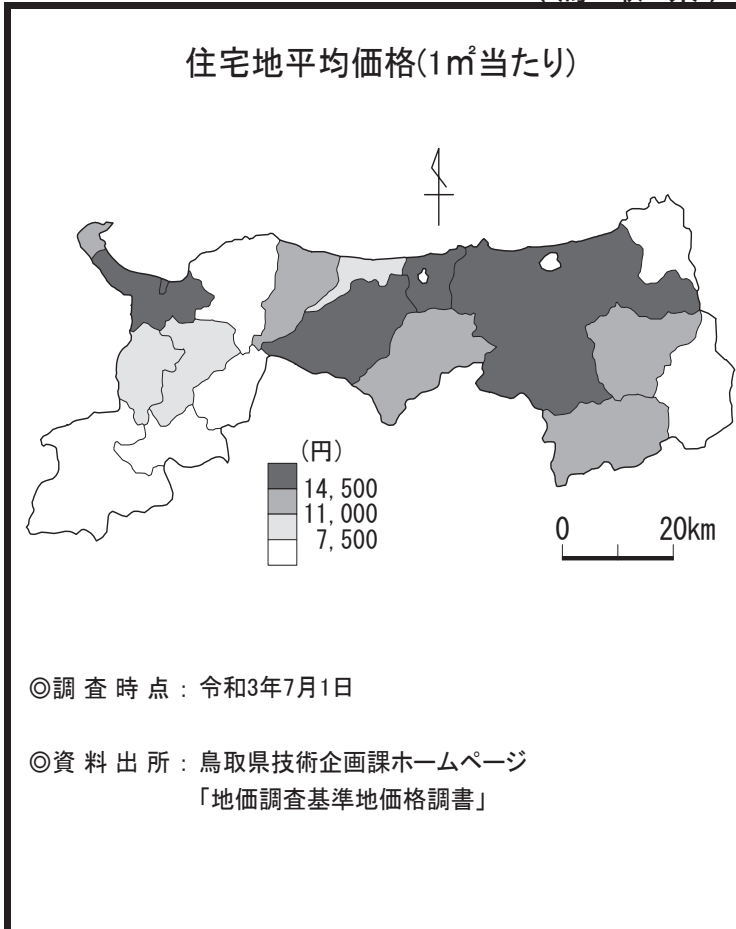 住宅地平均価格(1㎡当たり)
(円)
14,500
11,000
7,500
0 20km
◎調査時点：令和3年7月1日
◎資料出所：鳥取県技術企画課ホームページ
「地価調査基準地価格調書」